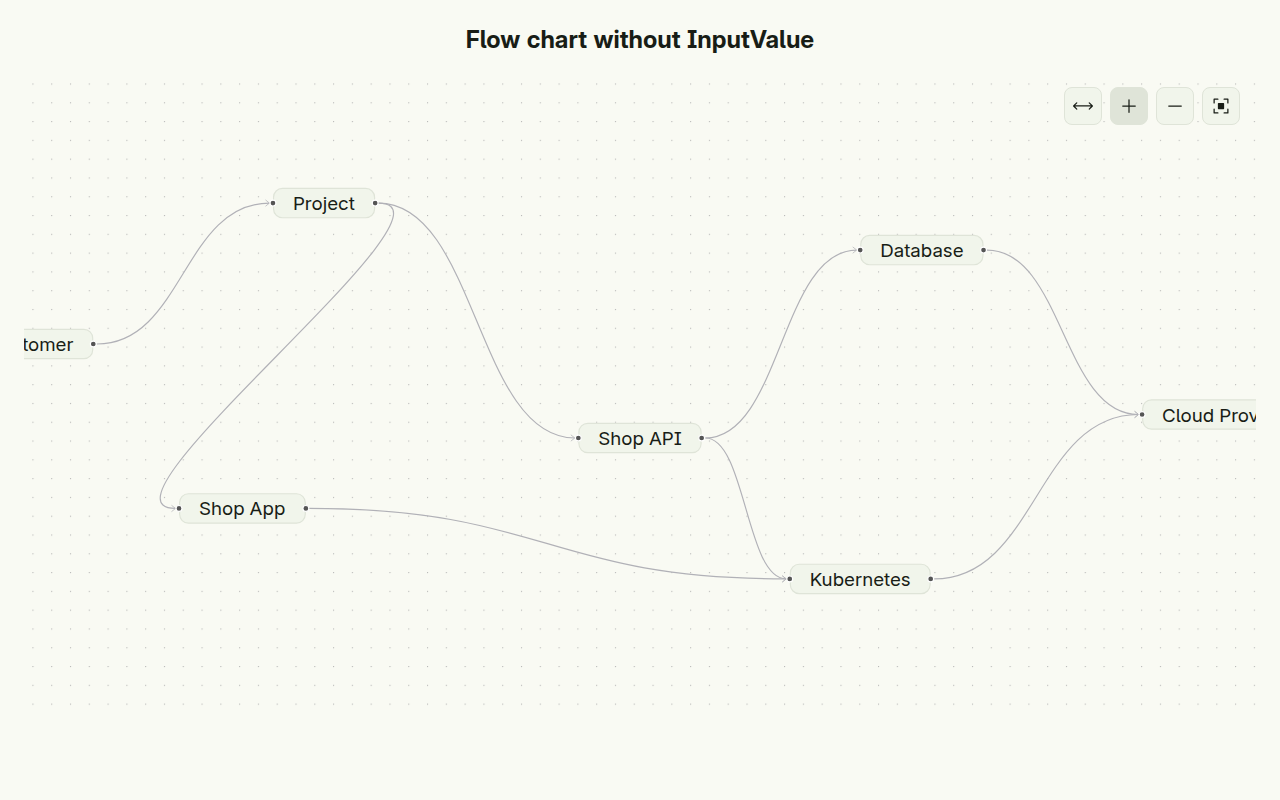 Flow chart without InputValue
Project
Database
tomer
Cloud Prov
Shop API
Shop App
Kubernetes